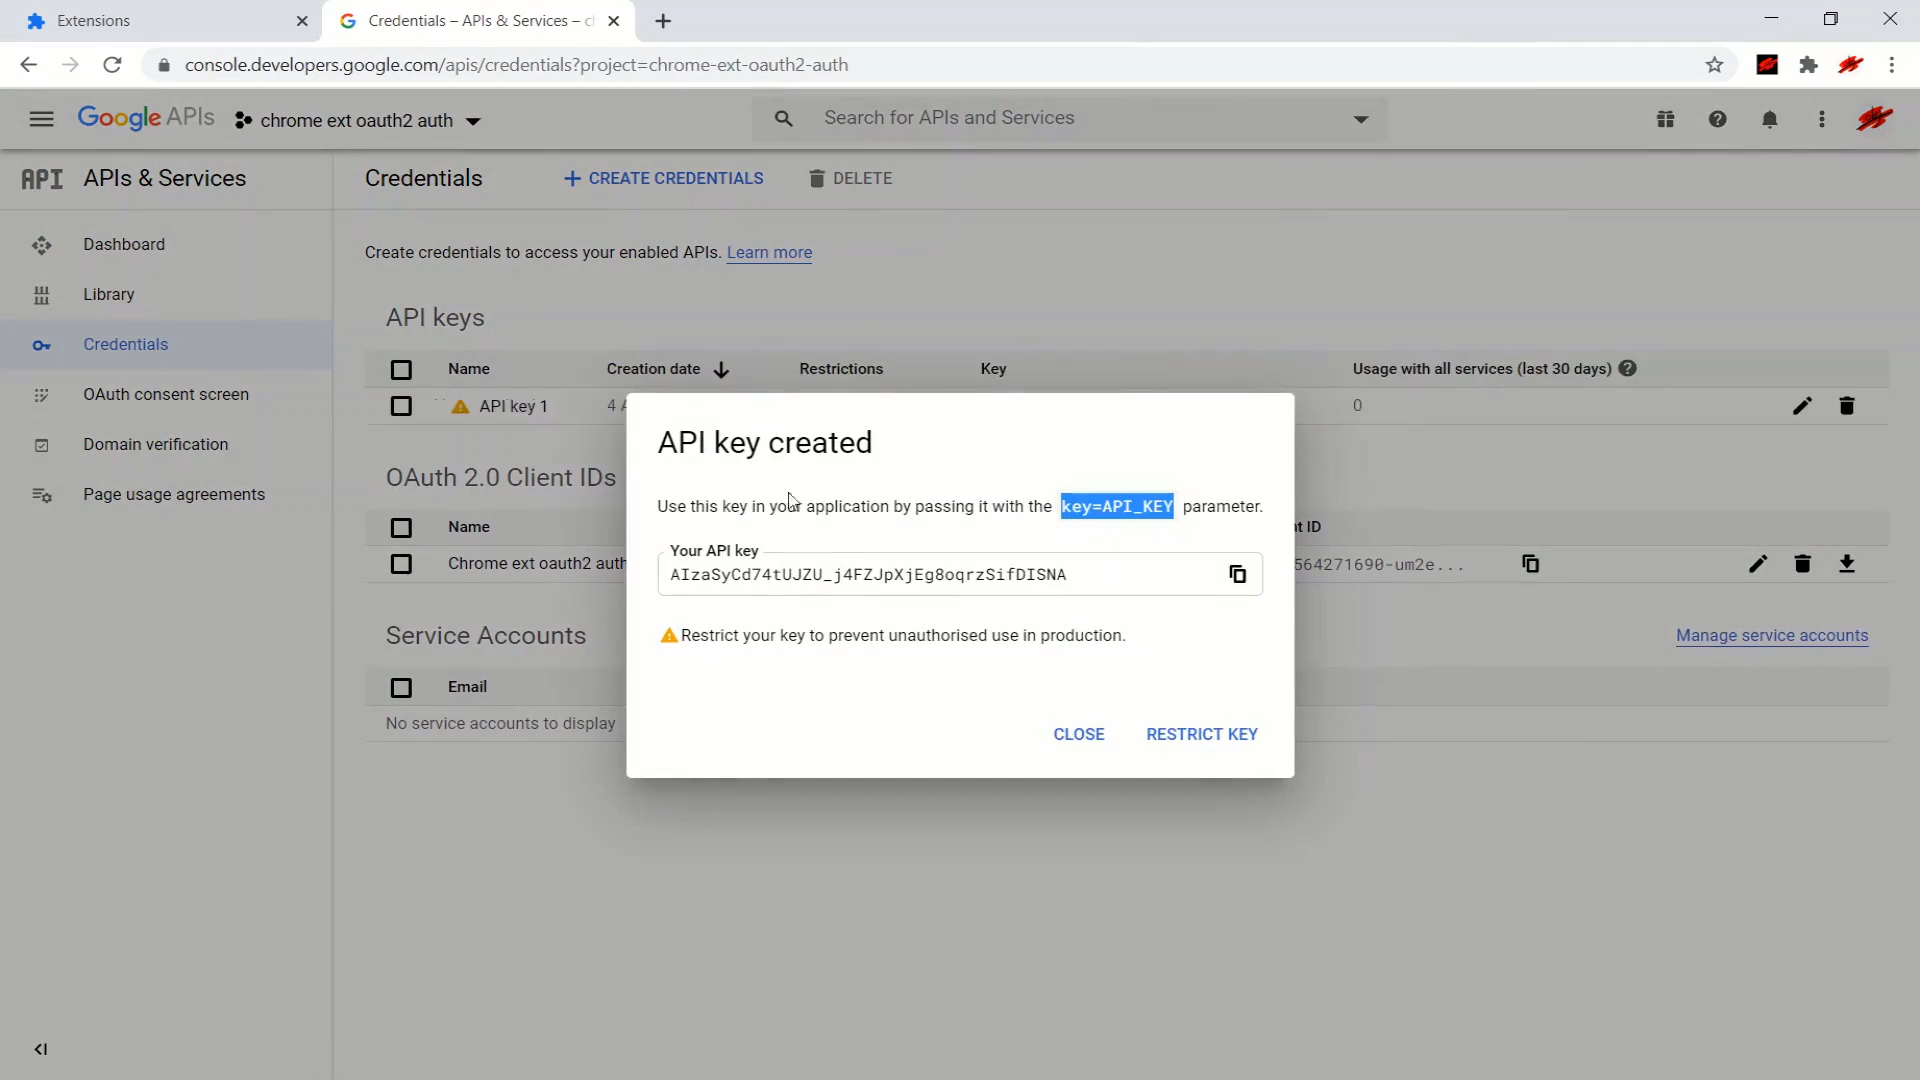 Extensions
Credentials – APIs & Services – cl
console.developers.google.com/apis/credentials?project=chrome-ext-oauth2-auth
Google APIs
chrome ext oauth2 auth
Search for APIs and Services
API APIs & Services
Credentials
CREATE CREDENTIALS
DELETE
Dashboard
Library
Credentials
OAuth consent screen
Domain verification
Page usage agreements
Create credentials to access your enabled APIs. Learn more
API keys
Name Creation date Restrictions Key Usage with all services (last 30 days)
API key 1 4 0
OAuth 2.0 Client IDs
Name nt ID
Chrome ext oauth2 auth 564271690-um2e...
Service Accounts
Manage service accounts
Email
No service accounts to display
API key created
Use this key in your application by passing it with the key=API_KEY parameter.
Your API key
AIzaSyCd74tUJZU_j4FZJpXjEg8oqrzSifDISNA
Restrict your key to prevent unauthorised use in production.
CLOSE
RESTRICT KEY